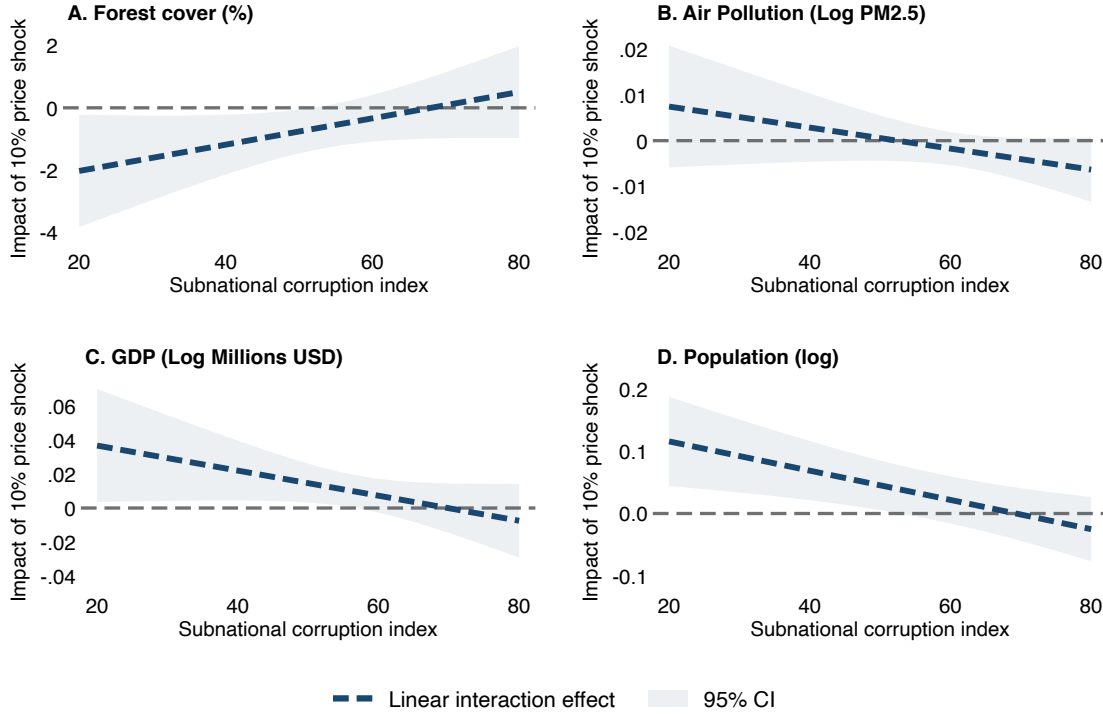 A. Forest cover (%)
Impact of 10% price shock
2
0
-2
-4
20 40 60 80
Subnational corruption index
B. Air Pollution (Log PM2.5)
Impact of 10% price shock
.02
.01
0
-.01
-.02
20 40 60 80
Subnational corruption index
C. GDP (Log Millions USD)
Impact of 10% price shock
.06
.04
.02
0
-.02
-.04
20 40 60 80
Subnational corruption index
D. Population (log)
Impact of 10% price shock
0.2
0.1
0.0
-0.1
20 40 60 80
Subnational corruption index
Linear interaction effect 95% CI